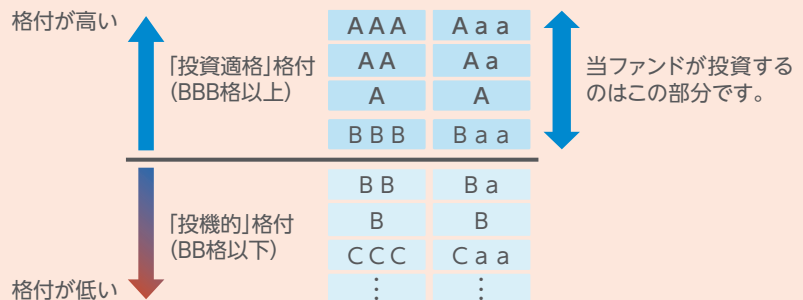 格付が高い
AAA Aaa
「投資適格」格付
(BBB格以上)
AA Aa
当ファンドが投資する
のはこの部分です。
A A
BBB Baa
BB Ba
「投機的」格付
(BB格以下)
B B
CCC Caa
⋮ ⋮
格付が低い